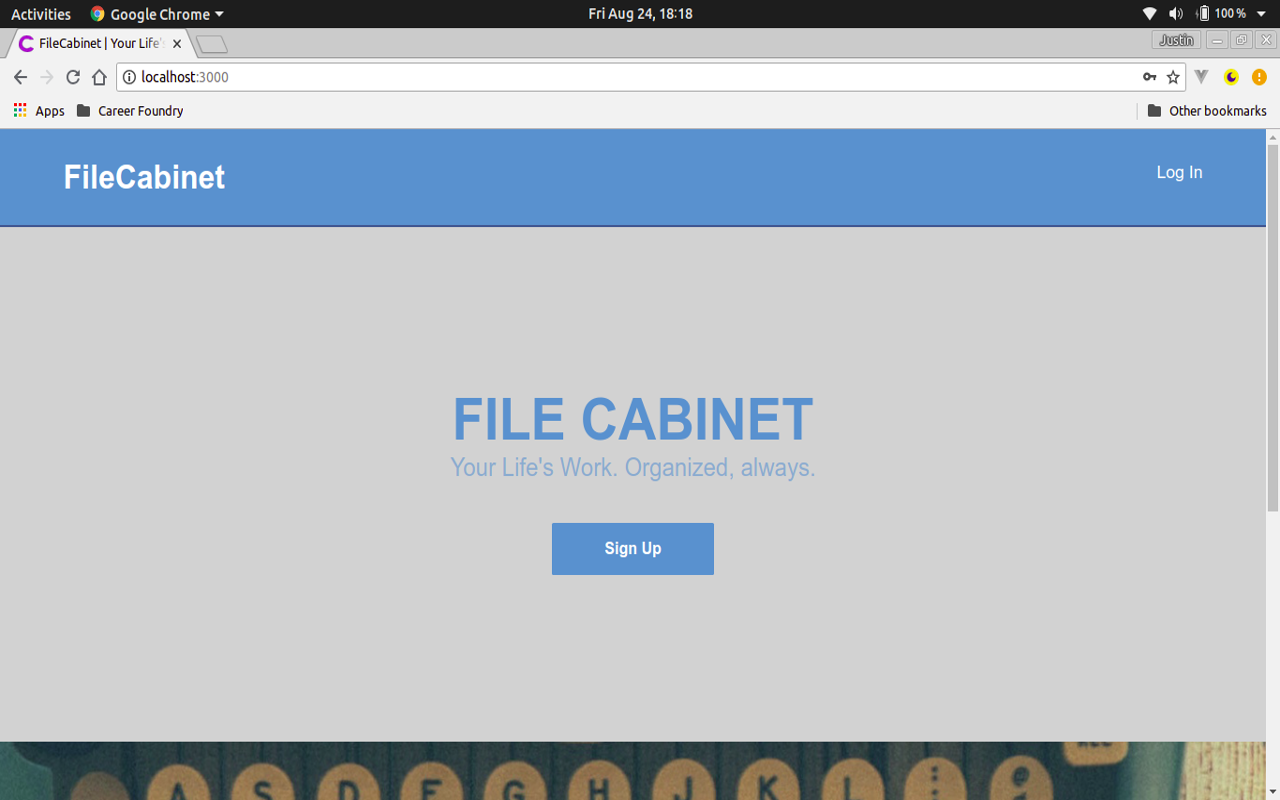 Activities Google Chrome Fri Aug 24, 18:18 100 %
FileCabinet | Your Life's Justin
localhost:3000
Apps Career Foundry Other bookmarks
FileCabinet Log In
FILE CABINET
Your Life's Work. Organized, always.
Sign Up
A S D F G H J K L : @